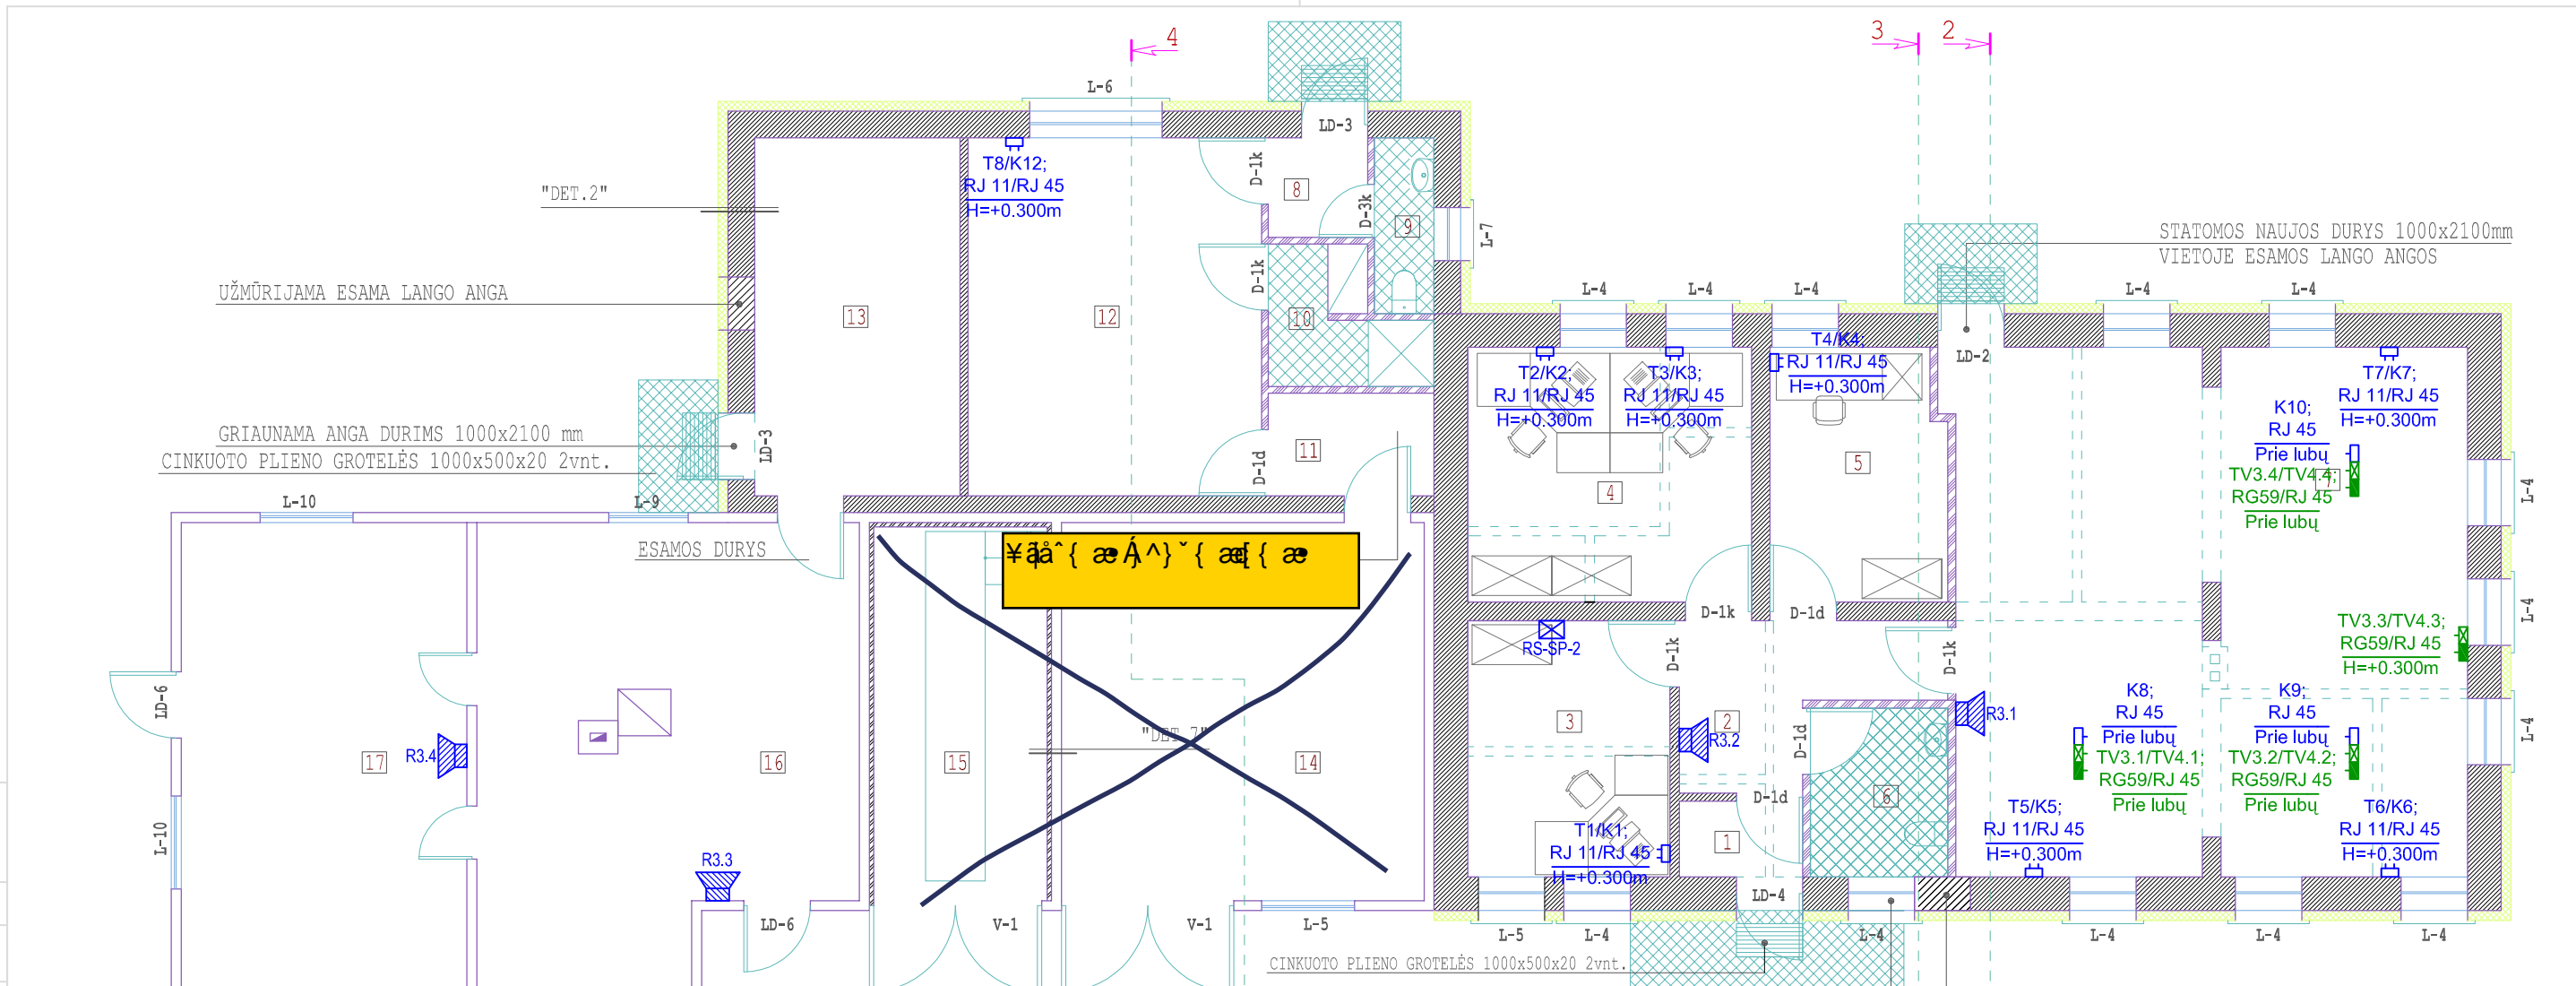 4
3
2
L-6
LD-3
T8/K12;
RJ 11/RJ 45
H=+0.300m
D-1k
8
D-3k
9
L-7
"DET.2"
STATOMOS NAUJOS DURYS 1000x2100mm
VIETOJE ESAMOS LANGO ANGOS
UŽMŪRIJAMA ESAMA LANGO ANGA
13
12
D-1k
10
L-4
L-4
L-4
L-4
L-4
LD-2
T2/K2;
RJ 11/RJ 45
H=+0.300m
T3/K3;
RJ 11/RJ 45
H=+0.300m
T4/K4;
RJ 11/RJ 45
H=+0.300m
T7/K7;
RJ 11/RJ 45
H=+0.300m
K10;
RJ 45
Prie lubų
TV3.4/TV4.4;
RG59/RJ 45
Prie lubų
7
GRIAUNAMA ANGA DURIMS 1000x2100 mm
CINKUOTO PLIENO GROTELĖS 1000x500x20 2vnt.
LD-3
D-1d
11
4
5
L-4
L-10
L-9
ESAMOS DURYS
D-1k
D-1d
L-4
RS-SP-2
D-1k
D-1k
TV3.3/TV4.3;
RG59/RJ 45
H=+0.300m
LD-6
R3.4
17
16
15
"DET.7"
14
3
2
R3.2
D-1d
R3.1
K8;
RJ 45
Prie lubų
TV3.1/TV4.1;
RG59/RJ 45
Prie lubų
K9;
RJ 45
Prie lubų
TV3.2/TV4.2;
RG59/RJ 45
Prie lubų
L-4
L-10
R3.3
D-1d
6
1
T1/K1;
RJ 11/RJ 45
H=+0.300m
T5/K5;
RJ 11/RJ 45
H=+0.300m
T6/K6;
RJ 11/RJ 45
H=+0.300m
LD-6
V-1
V-1
L-5
LD-4
L-5
L-4
L-4
L-4
L-4
L-4
CINKUOTO PLIENO GROTELĖS 1000x500x20 2vnt.